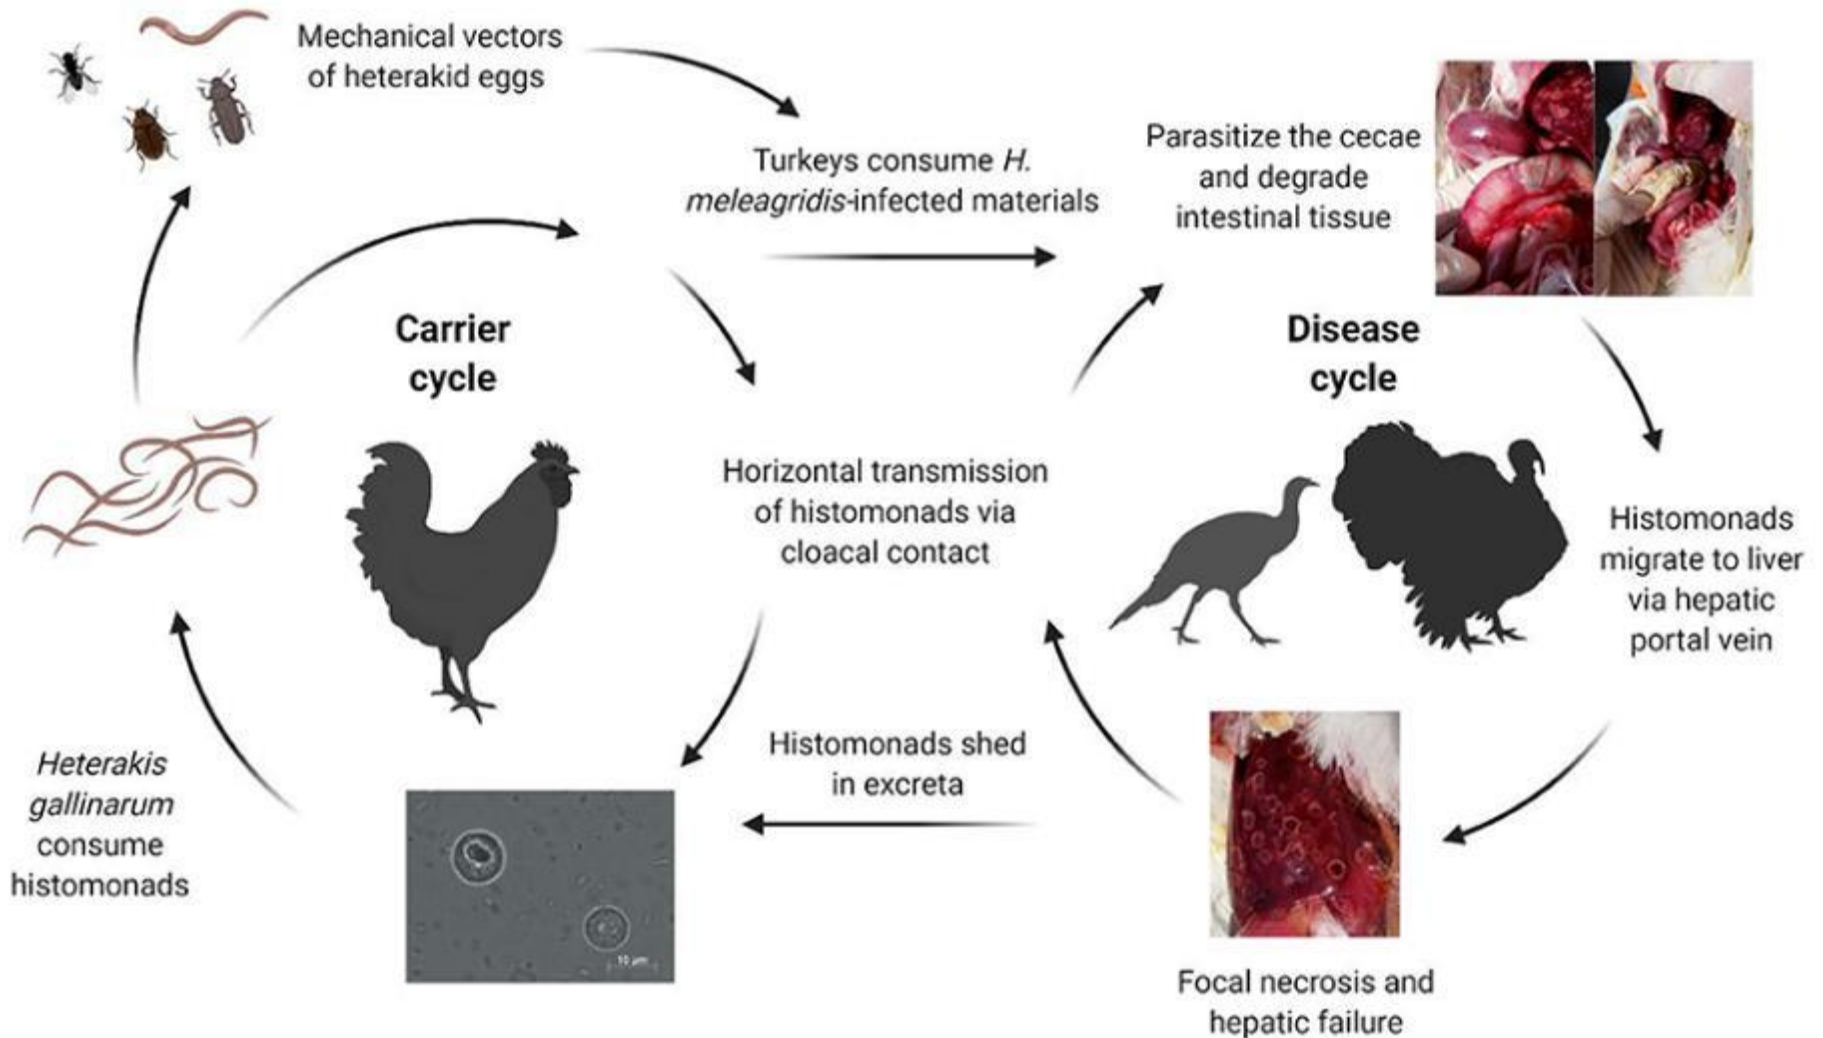 Mechanical vectors
of heterakid eggs
Turkeys consume H.
meleagridis-infected materials
Parasitize the cecae
and degrade
intestinal tissue
Carrier
cycle
Disease
cycle
Horizontal transmission
of histomonads via
cloacal contact
Histomonads
migrate to liver
via hepatic
portal vein
Histomonads shed
in excreta
Heterakis
gallinarum
consume
histomonads
10 µm
Focal necrosis and
hepatic failure